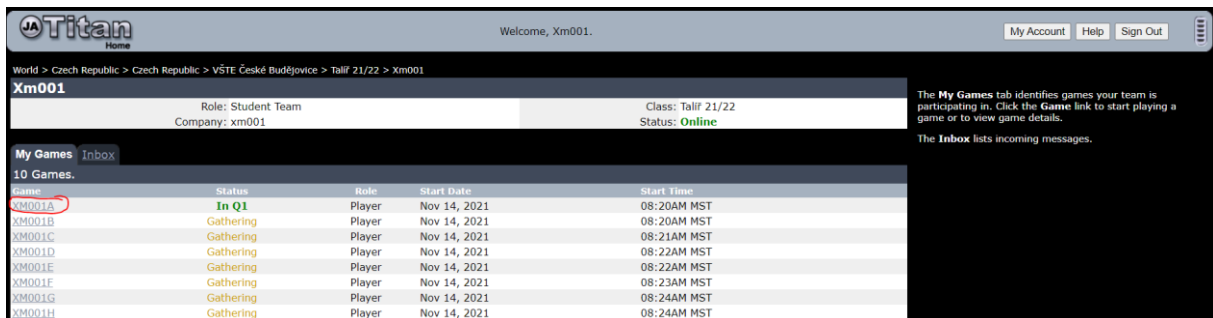 JA Titan
Home
Welcome, Xm001.
My Account Help Sign Out
World > Czech Republic > Czech Republic > VŠTE České Budějovice > Talíř 21/22 > Xm001
Xm001
Role: Student Team Class: Talíř 21/22
Company: xm001 Status: Online
My Games Inbox
10 Games.
Game Status Role Start Date Start Time
XM001A In Q1 Player Nov 14, 2021 08:20AM MST
XM001B Gathering Player Nov 14, 2021 08:20AM MST
XM001C Gathering Player Nov 14, 2021 08:21AM MST
XM001D Gathering Player Nov 14, 2021 08:22AM MST
XM001E Gathering Player Nov 14, 2021 08:22AM MST
XM001F Gathering Player Nov 14, 2021 08:23AM MST
XM001G Gathering Player Nov 14, 2021 08:24AM MST
XM001H Gathering Player Nov 14, 2021 08:24AM MST
The My Games tab identifies games your team is
participating in. Click the Game link to start playing a
game or to view game details.
The Inbox lists incoming messages.